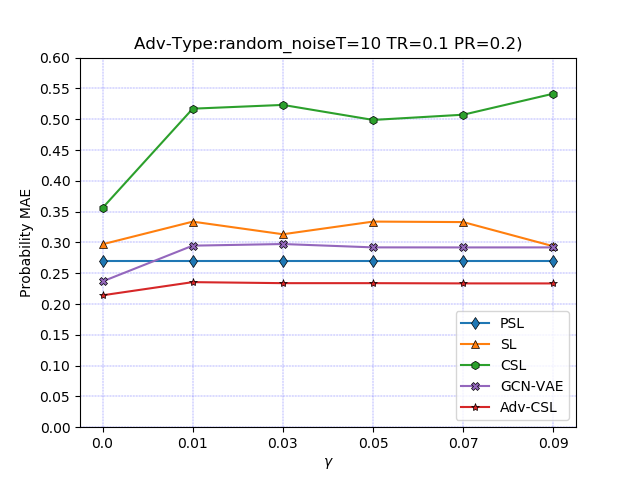 Adv-Type:random_noiseT=10 TR=0.1 PR=0.2)
0.60
0.55
0.50
0.45
0.40
0.35
0.30
0.25
0.20
0.15
0.10
0.05
0.00
Probability MAE
PSL
SL
CSL
GCN-VAE
Adv-CSL
0.0 0.01 0.03 0.05 0.07 0.09
γ